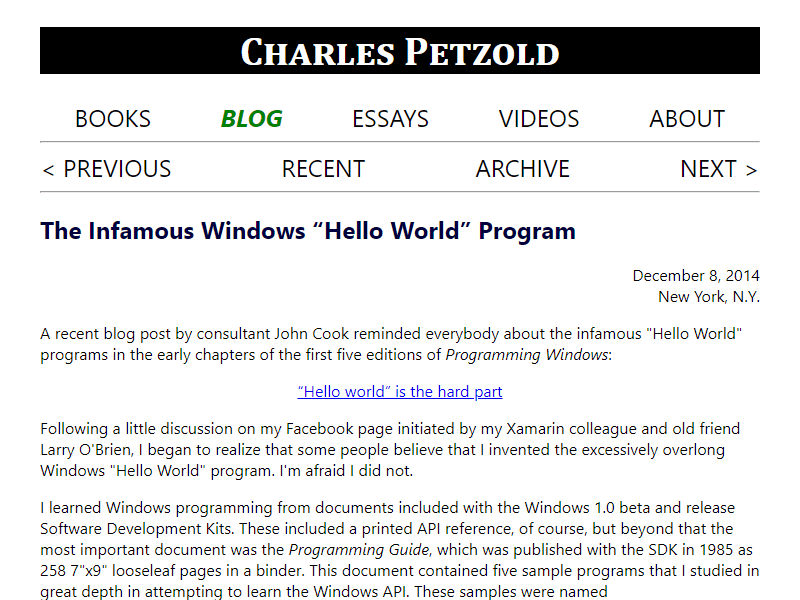 CHARLES PETZOLD
BOOKS BLOG ESSAYS VIDEOS ABOUT
< PREVIOUS RECENT ARCHIVE NEXT >
The Infamous Windows “Hello World” Program
December 8, 2014
New York, N.Y.
A recent blog post by consultant John Cook reminded everybody about the infamous "Hello World"
programs in the early chapters of the first five editions of Programming Windows:
“Hello world” is the hard part
Following a little discussion on my Facebook page initiated by my Xamarin colleague and old friend
Larry O'Brien, I began to realize that some people believe that I invented the excessively overlong
Windows "Hello World" program. I'm afraid I did not.
I learned Windows programming from documents included with the Windows 1.0 beta and release
Software Development Kits. These included a printed API reference, of course, but beyond that the
most important document was the Programming Guide, which was published with the SDK in 1985 as
258 7"x9" looseleaf pages in a binder. This document contained five sample programs that I studied in
great depth in attempting to learn the Windows API. These samples were named